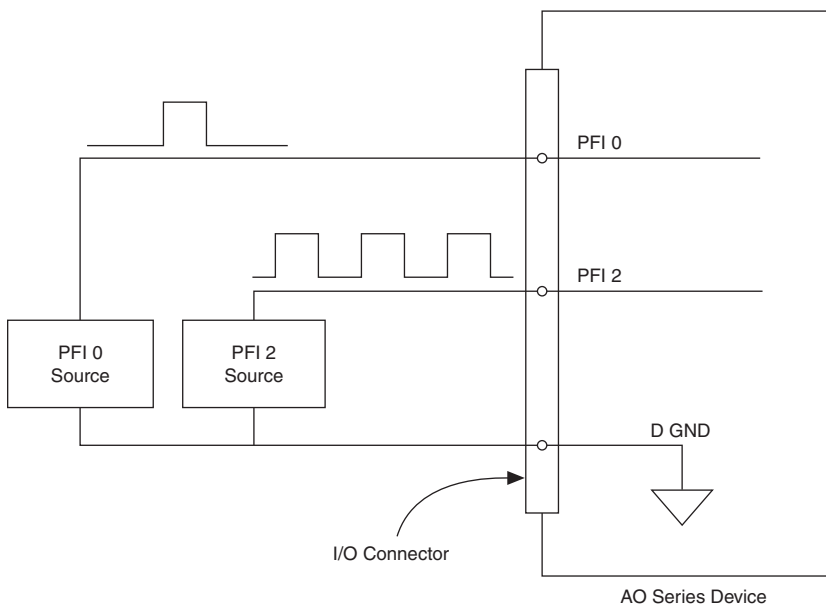 PFI 0
PFI 2
PFI 0
Source
PFI 2
Source
D GND
I/O Connector
AO Series Device